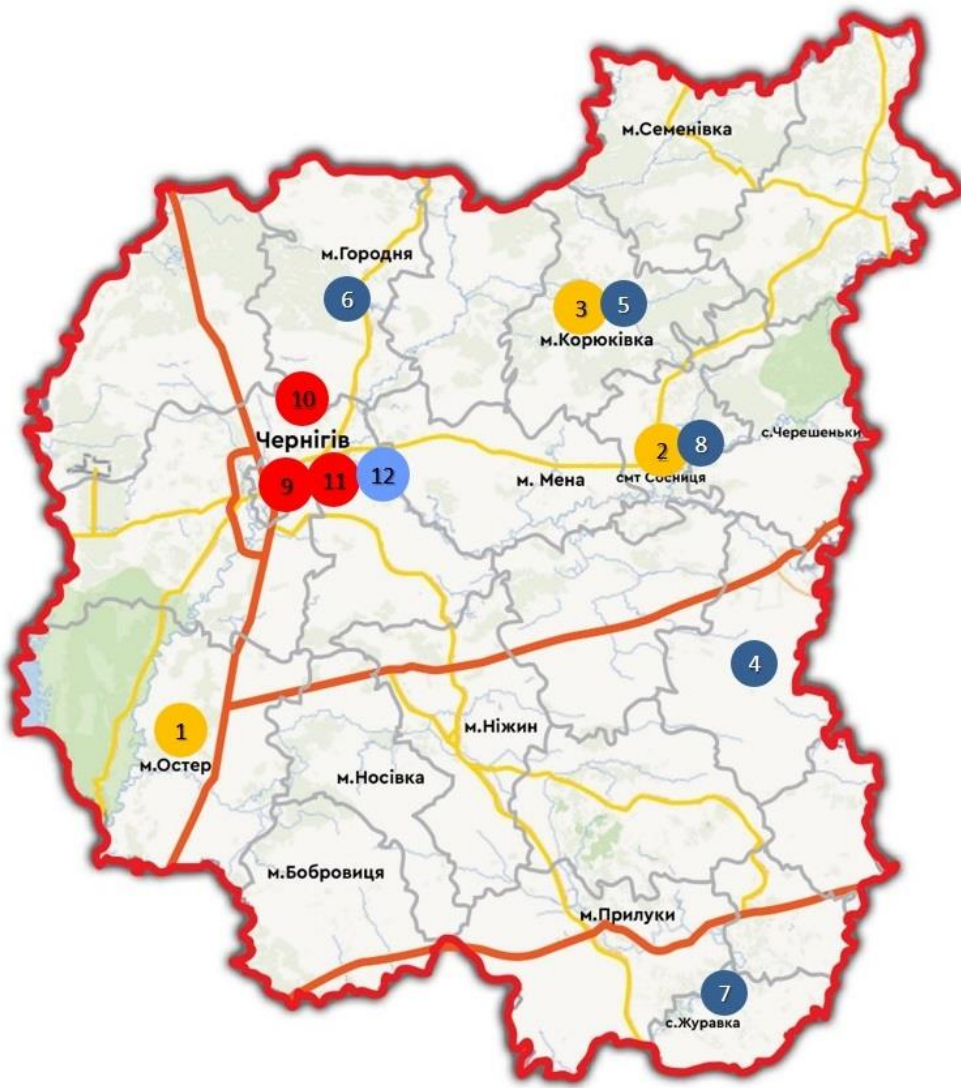 м.Семенівка
м.Городня
6
3
5
м.Корюківка
10
Чернігів
9
11
12
2
8
с.Черешеньки
м. Мена
смт Сосниця
4
1
м.Остер
м.Ніжин
м.Носівка
м.Бобровиця
м.Прилуки
7
с.Журавка